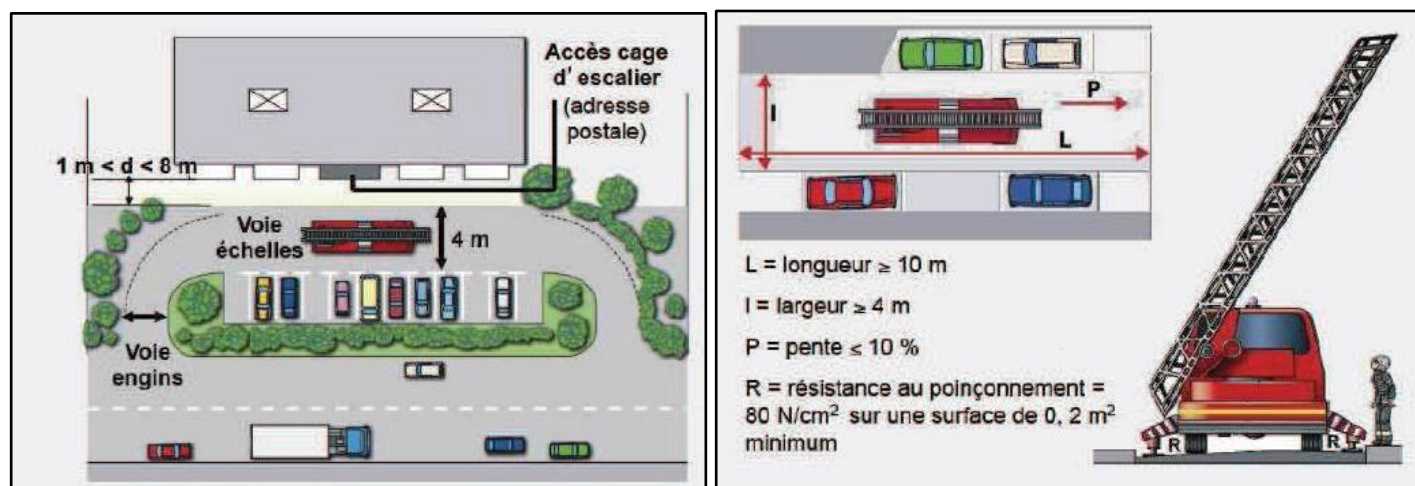 Accès cage
d'escalier
(adresse
postale)
1 m < d < 8 m
Voie
échelles
4 m
Voie
engins
l
P
L
L = longueur ≥ 10 m
l = largeur ≥ 4 m
P = pente ≤ 10 %
R = résistance au poinçonnement =
80 N/cm² sur une surface de 0, 2 m²
minimum
R
R